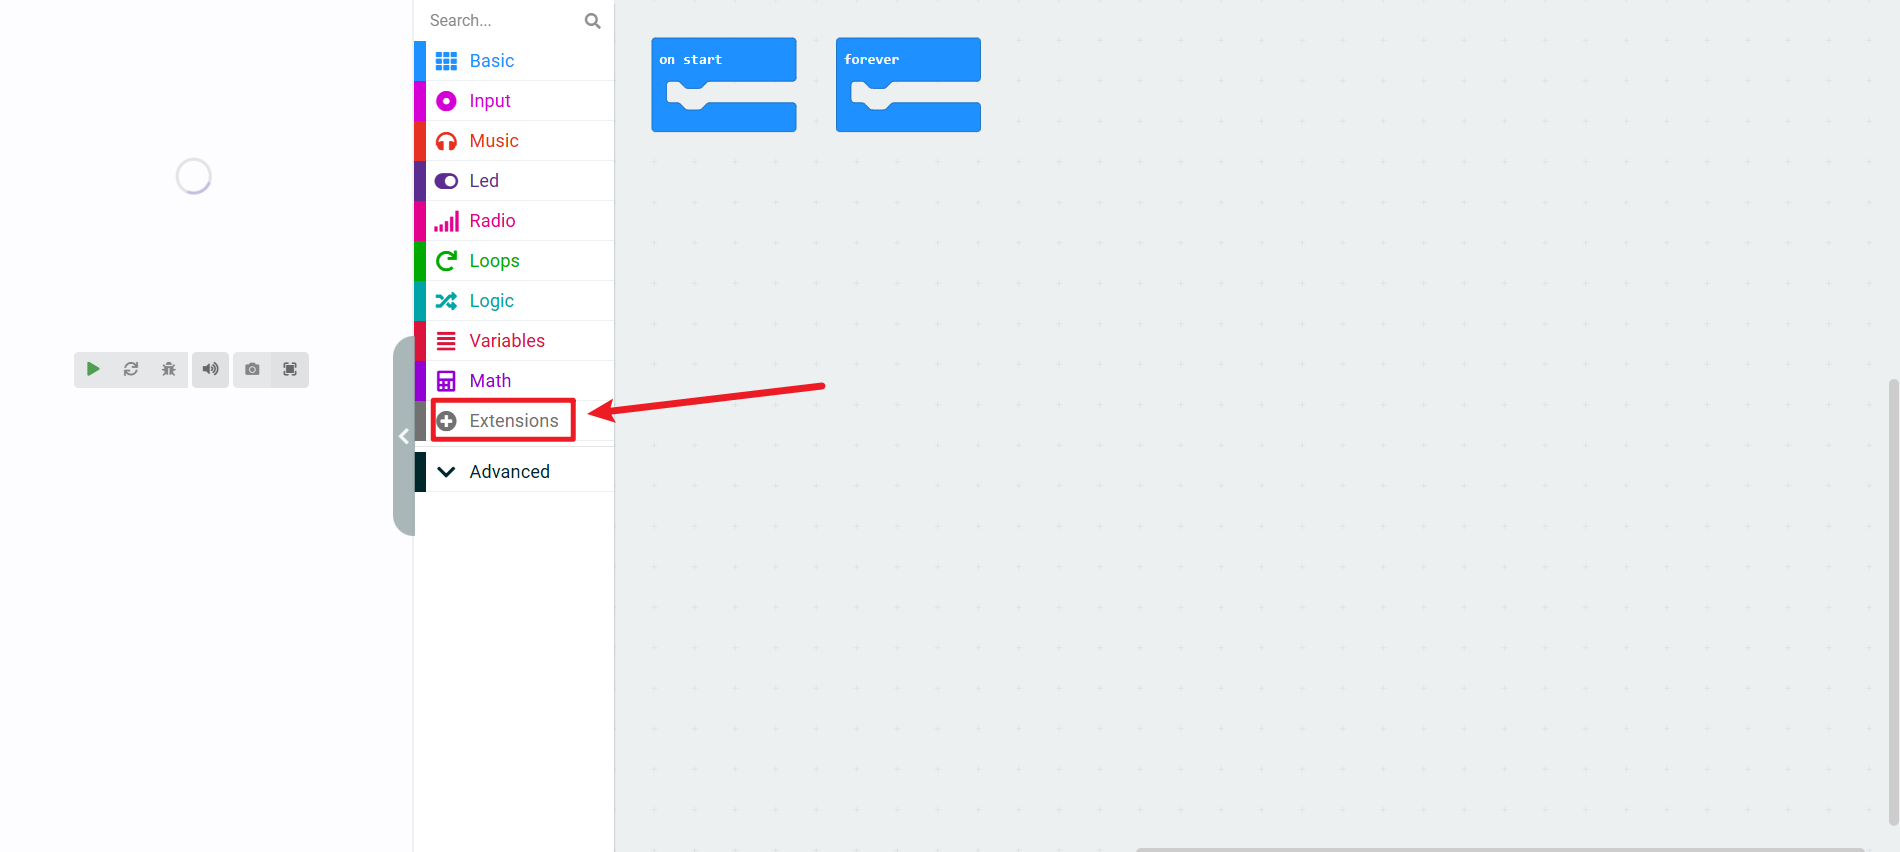 Search...
Basic
Input
Music
Led
Radio
Loops
Logic
Variables
Math
Extensions
Advanced
on start
forever